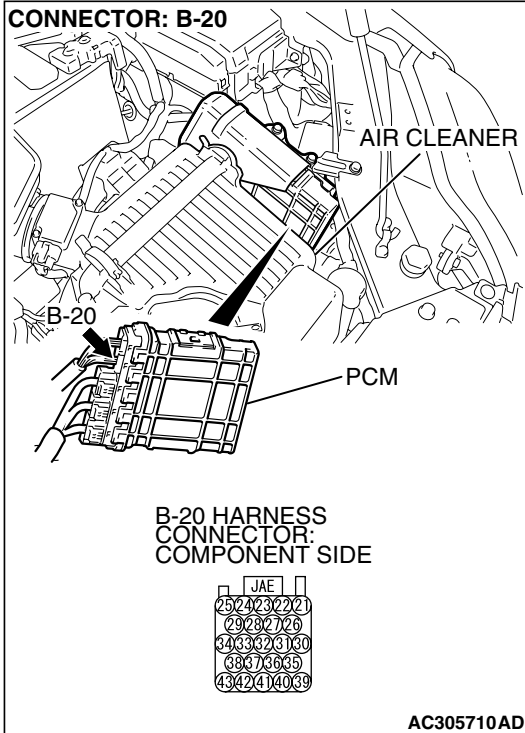 CONNECTOR: B-20
AIR CLEANER
B-20
PCM
B-20 HARNESS
CONNECTOR:
COMPONENT SIDE
JAE
25 24 23 22 21
29 28 27 26
34 33 32 31 30
38 37 36 35
43 42 41 40 39
AC305710AD